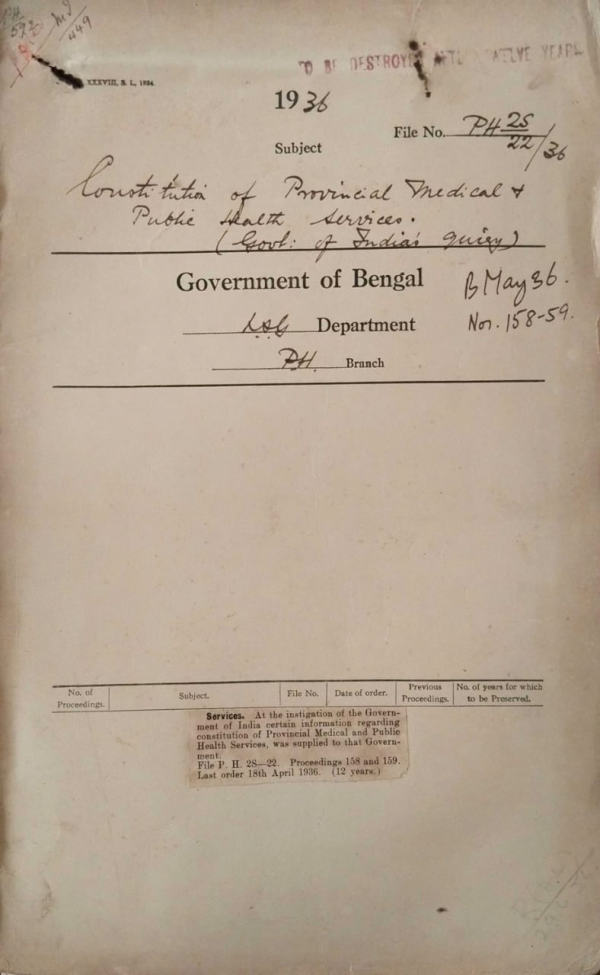 XXXVIII, S. L., 1934.
TO BE DESTROYED AFTER TWELVE YEARS
1936
File No. PH 2S/22/36
Subject
Constitution of Provincial Medical &
Public Health Services.
(Govt: of India's query)
Government of Bengal
B May 36.
LSG Department
Nos. 158-59.
PH. Branch
No. of Proceedings. Subject. File No. Date of order. Previous Proceedings. No. of years for which to be Preserved.
Services. At the instigation of the Govern-
ment of India certain information regarding
constitution of Provincial Medical and Public
Health Services, was supplied to that Govern-
ment.
File P. H. 2S—22. Proceedings 158 and 159.
Last order 18th April 1936. (12 years.)